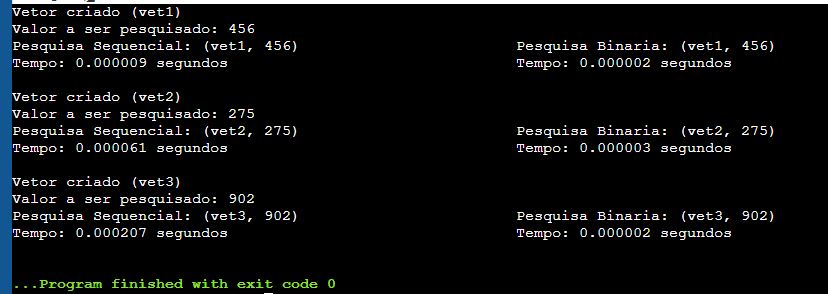 Vetor criado (vet1)
Valor a ser pesquisado: 456
Pesquisa Sequencial: (vet1, 456) Pesquisa Binaria: (vet1, 456)
Tempo: 0.000009 segundos Tempo: 0.000002 segundos
Vetor criado (vet2)
Valor a ser pesquisado: 275
Pesquisa Sequencial: (vet2, 275) Pesquisa Binaria: (vet2, 275)
Tempo: 0.000061 segundos Tempo: 0.000003 segundos
Vetor criado (vet3)
Valor a ser pesquisado: 902
Pesquisa Sequencial: (vet3, 902) Pesquisa Binaria: (vet3, 902)
Tempo: 0.000207 segundos Tempo: 0.000002 segundos
...Program finished with exit code 0